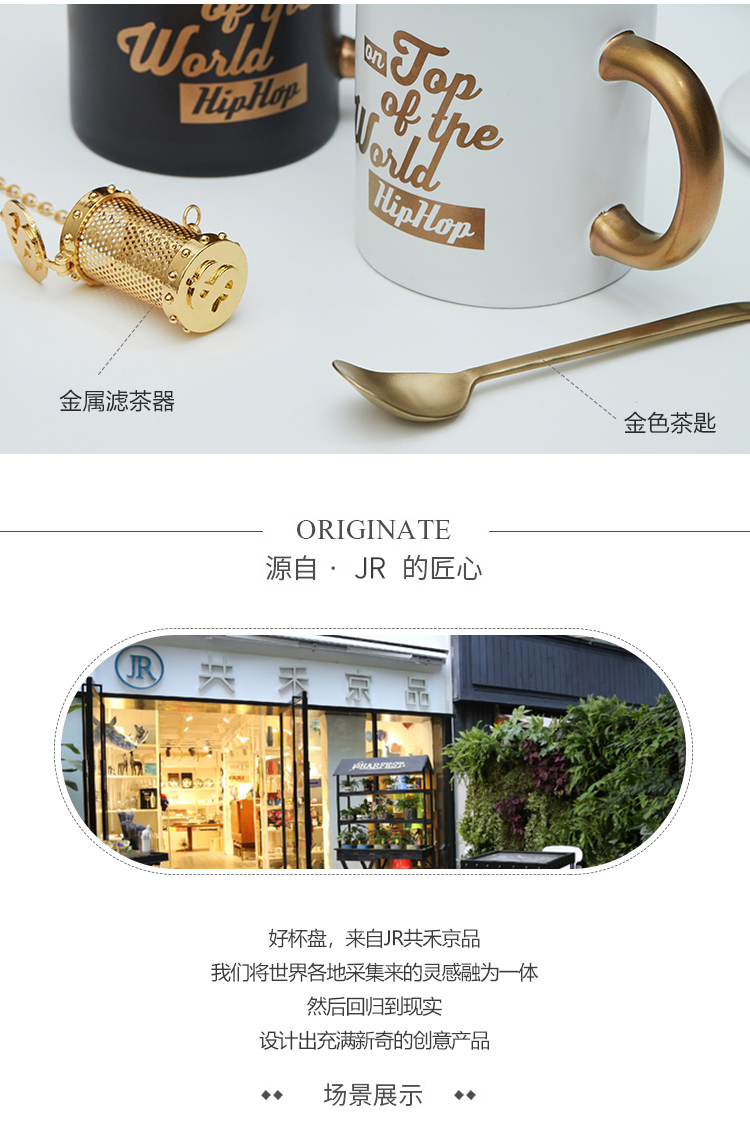 of the
World
HipHop
on Top
of the
World
HipHop
金属滤茶器
金色茶匙
ORIGINATE
源自· JR 的匠心
JR 共禾京品
好杯盘，来自JR共禾京品
我们将世界各地采集来的灵感融为一体
然后回归到现实
设计出充满新奇的创意产品
场景展示